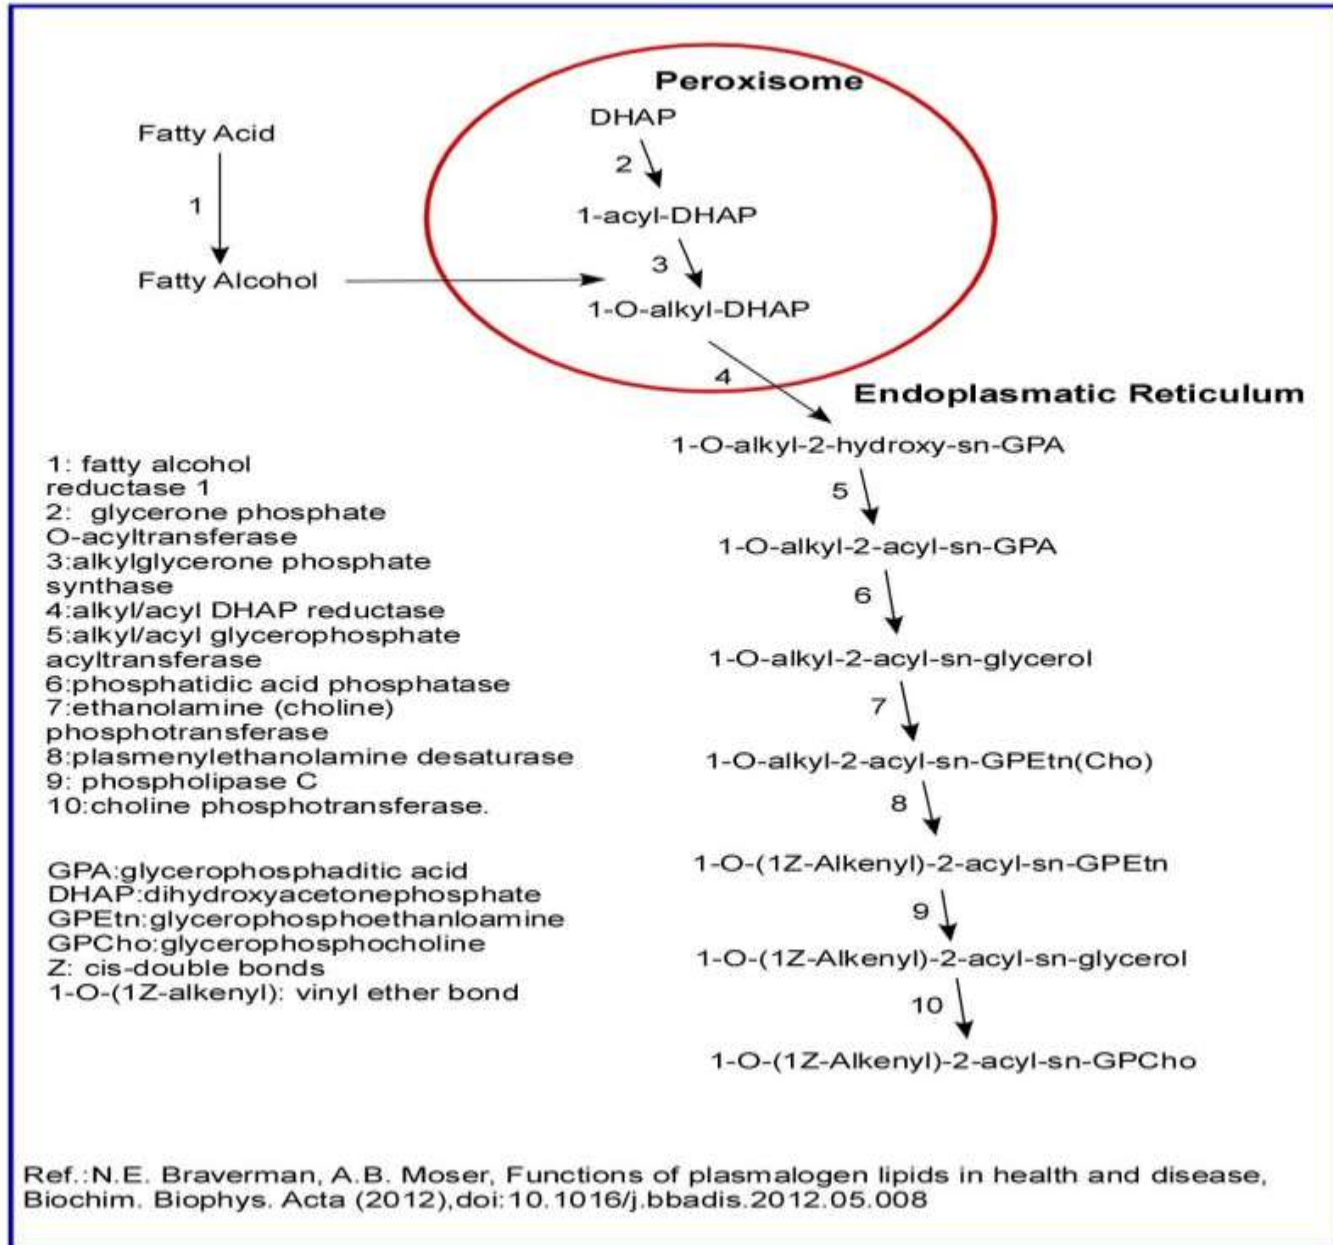 Peroxisome
DHAP
Fatty Acid
2
1-acyl-DHAP
1
3
Fatty Alcohol
1-O-alkyl-DHAP
4
Endoplasmatic Reticulum
1-O-alkyl-2-hydroxy-sn-GPA
5
1-O-alkyl-2-acyl-sn-GPA
6
1-O-alkyl-2-acyl-sn-glycerol
7
1-O-alkyl-2-acyl-sn-GPEtn(Cho)
8
1-O-(1Z-Alkenyl)-2-acyl-sn-GPEtn
9
1-O-(1Z-Alkenyl)-2-acyl-sn-glycerol
10
1-O-(1Z-Alkenyl)-2-acyl-sn-GPCho
1: fatty alcohol
reductase 1
2: glycerone phosphate
O-acyltransferase
3:alkylglycerone phosphate
synthase
4:alkyl/acyl DHAP reductase
5:alkyl/acyl glycerophosphate
acyltransferase
6:phosphatidic acid phosphatase
7:ethanolamine (choline)
phosphotransferase
8:plasmenylethanolamine desaturase
9: phospholipase C
10:choline phosphotransferase.
GPA:glycerophosphaditic acid
DHAP:dihydroxyacetonephosphate
GPEtn:glycerophosphoethanloamine
GPCho:glycerophosphocholine
Z: cis-double bonds
1-O-(1Z-alkenyl): vinyl ether bond
Ref.:N.E. Braverman, A.B. Moser, Functions of plasmalogen lipids in health and disease,
Biochim. Biophys. Acta (2012),doi:10.1016/j.bbadis.2012.05.008